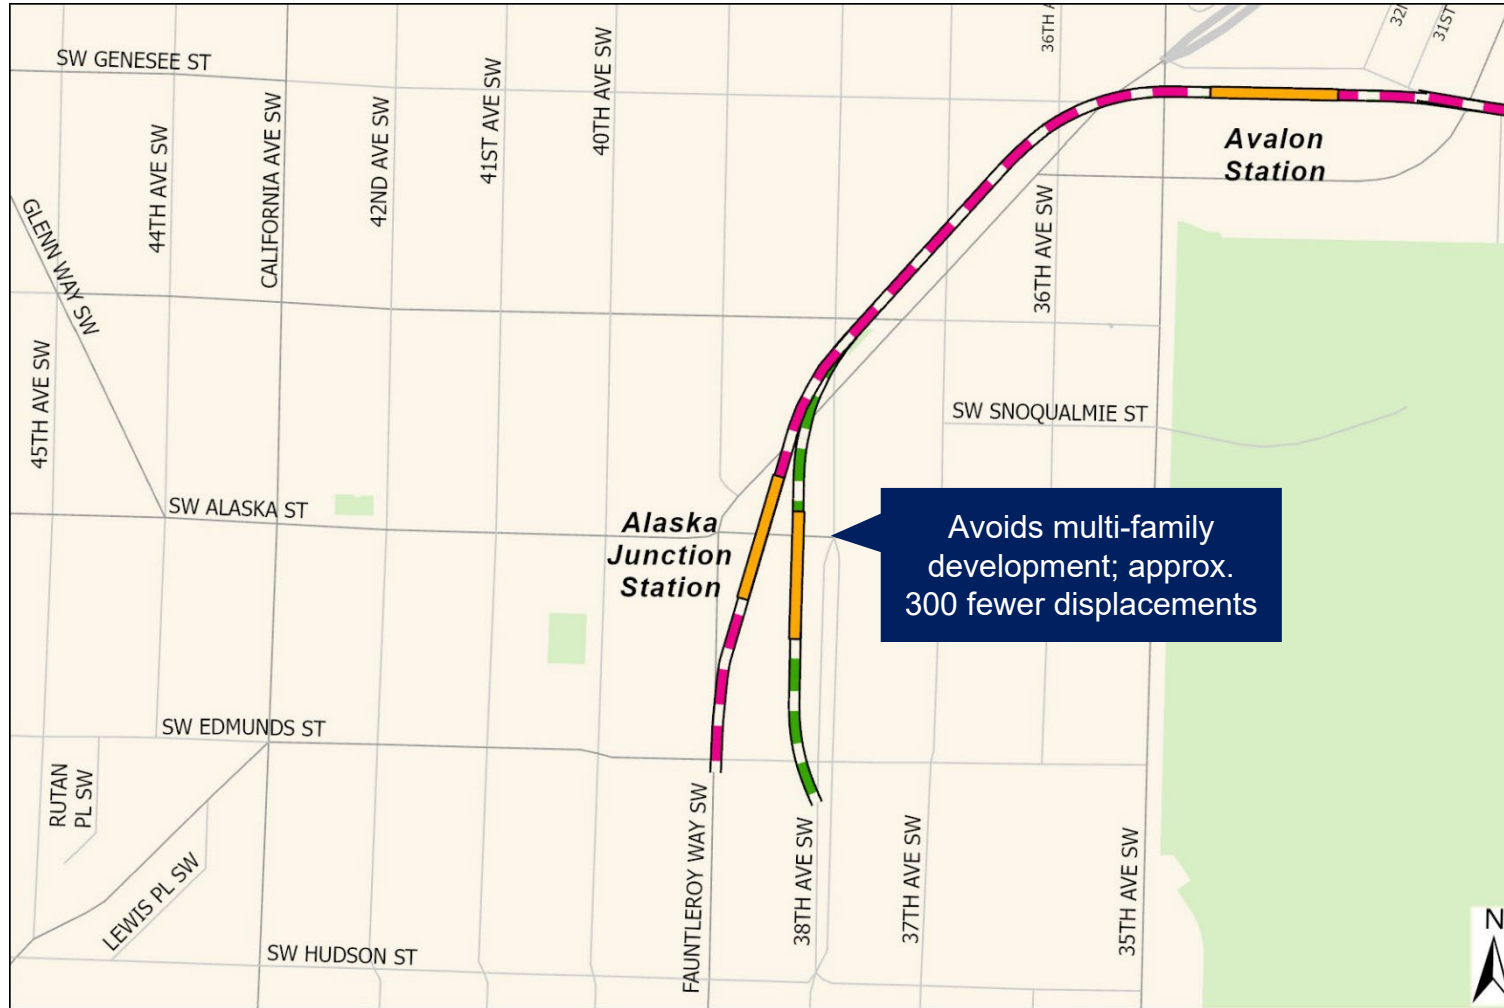 SW GENESEE ST
44TH AVE SW
CALIFORNIA AVE SW
42ND AVE SW
41ST AVE SW
40TH AVE SW
36TH A
31ST
Avalon
Station
GLENN WAY SW
36TH AVE SW
45TH AVE SW
SW SNOQUALMIE ST
SW ALASKA ST
Alaska
Junction
Station
Avoids multi-family
development; approx.
300 fewer displacements
SW EDMUNDS ST
RUTAN
PL SW
LEWIS PL SW
FAUNTLEROY WAY SW
38TH AVE SW
37TH AVE SW
35TH AVE SW
SW HUDSON ST
N